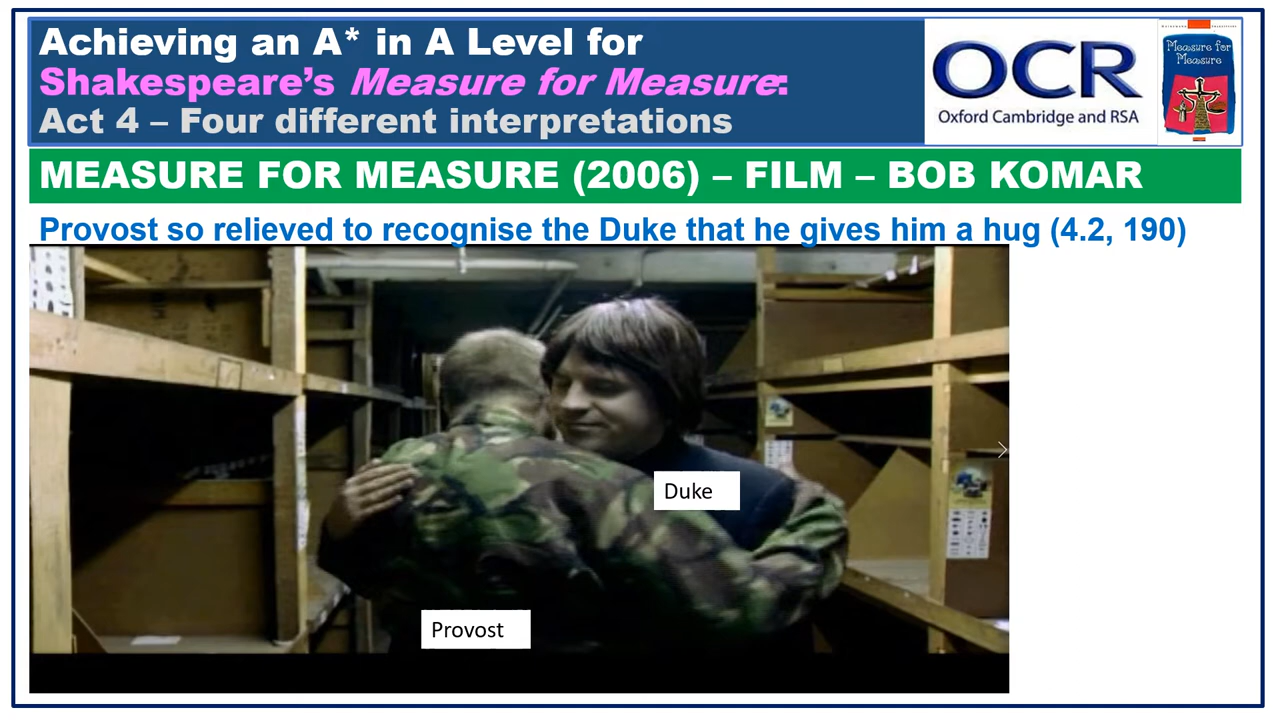 Achieving an A* in A Level for
Shakespeare's Measure for Measure:
Act 4 – Four different interpretations
OCR
Oxford Cambridge and RSA
Measure for
Measure
MEASURE FOR MEASURE (2006) – FILM – BOB KOMAR
Provost so relieved to recognise the Duke that he gives him a hug (4.2, 190)
Duke
Provost